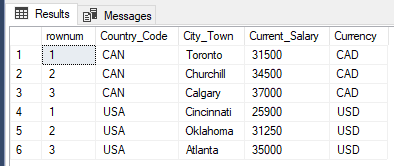 Results Messages
rownum Country_Code City_Town Current_Salary Currency
1 1 CAN Toronto 31500 CAD
2 2 CAN Churchill 34500 CAD
3 3 CAN Calgary 37000 CAD
4 1 USA Cincinnati 25900 USD
5 2 USA Oklahoma 31250 USD
6 3 USA Atlanta 35000 USD